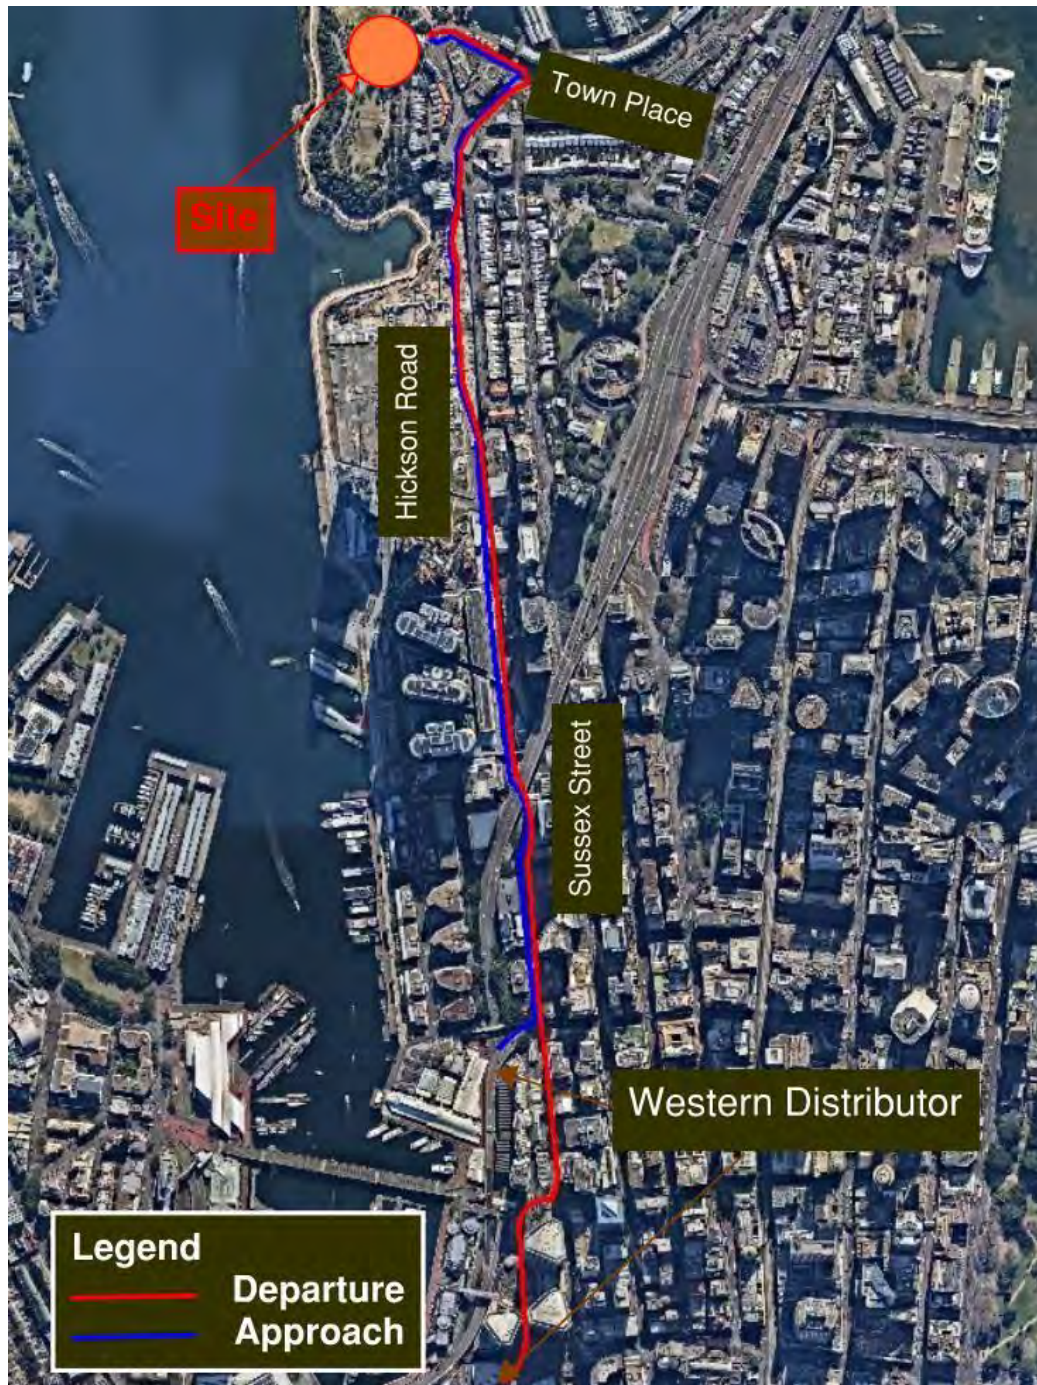 Town Place
Site
Hickson Road
Sussex Street
Western Distributor
Legend
Departure
Approach